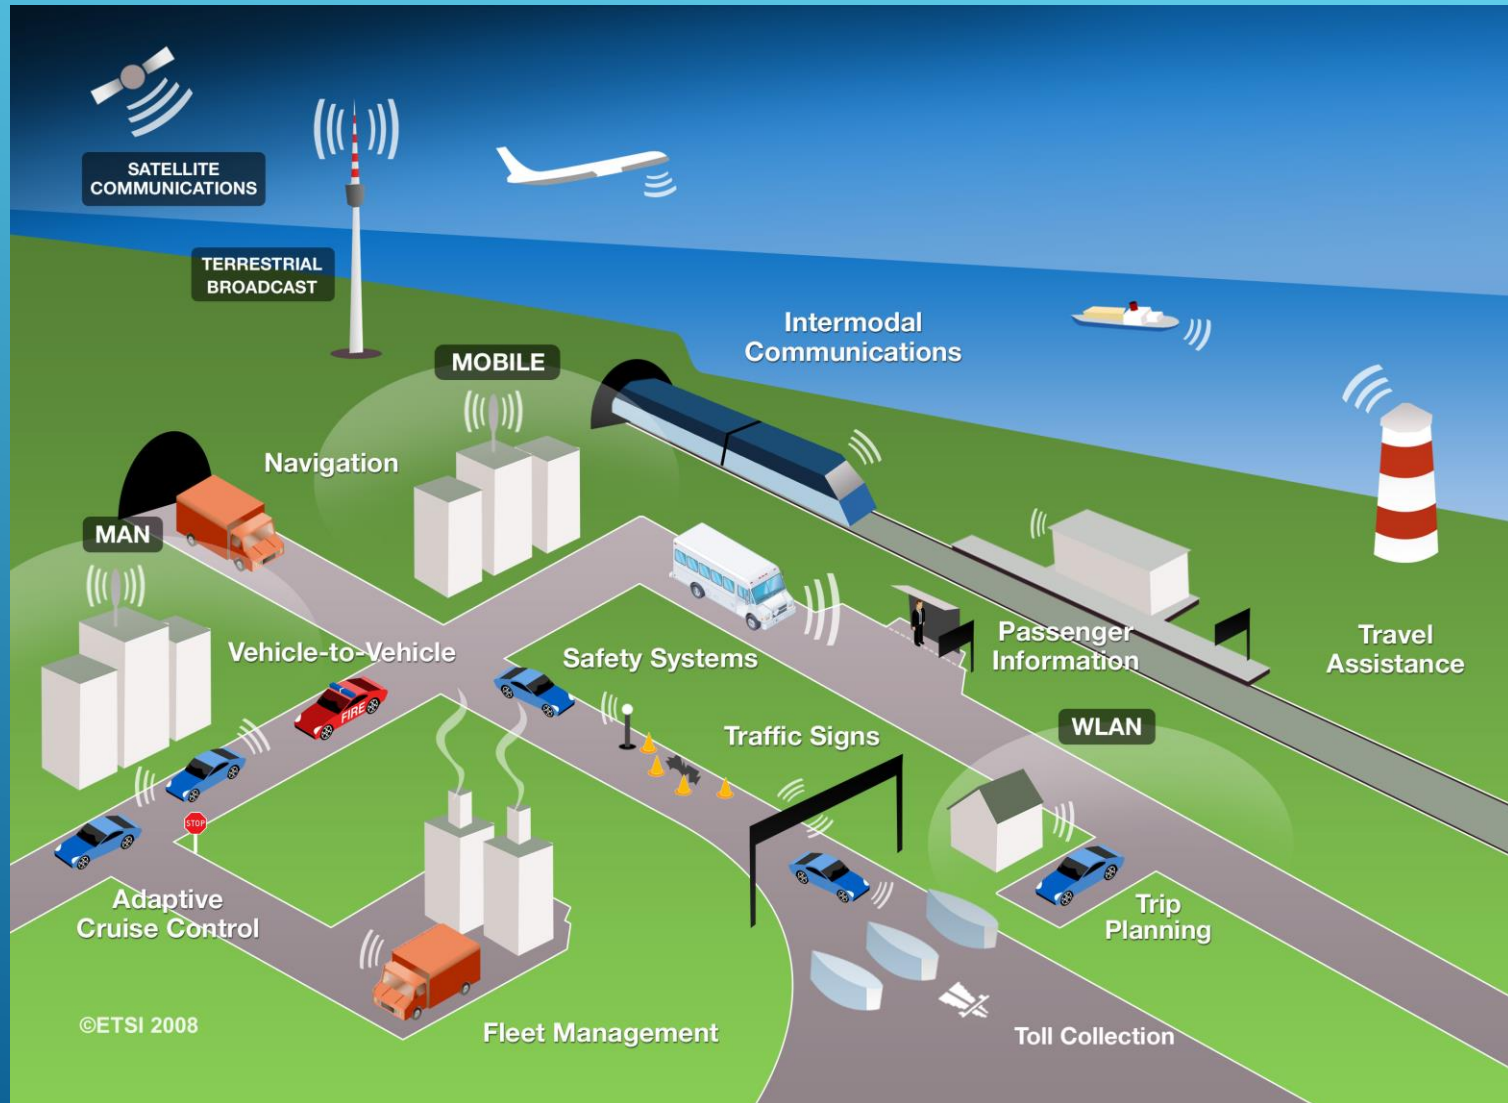 SATELLITE
COMMUNICATIONS
TERRESTRIAL
BROADCAST
Intermodal
Communications
MOBILE
Navigation
MAN
Vehicle-to-Vehicle
FIRE
Safety Systems
Passenger
Information
Travel
Assistance
Traffic Signs
WLAN
STOP
Adaptive
Cruise Control
Trip
Planning
©ETSI 2008
Fleet Management
Toll Collection